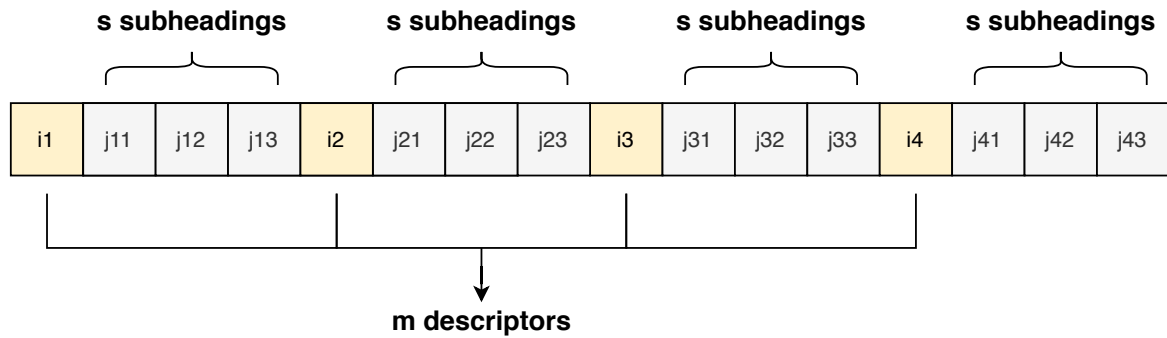 s subheadings s subheadings s subheadings s subheadings
i1 j11 j12 j13 i2 j21 j22 j23 i3 j31 j32 j33 i4 j41 j42 j43
m descriptors